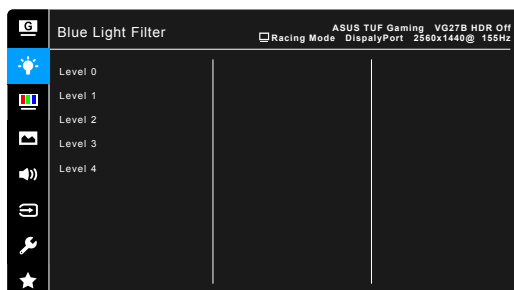 G
Blue Light Filter
ASUS TUF Gaming VG27B HDR Off
Racing Mode DispalyPort 2560x1440@ 155Hz
Level 0
Level 1
Level 2
Level 3
Level 4